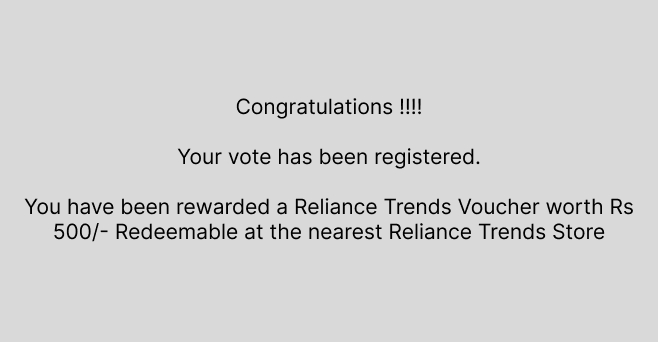 Congratulations !!!!
Your vote has been registered.
You have been rewarded a Reliance Trends Voucher worth Rs
500/- Redeemable at the nearest Reliance Trends Store